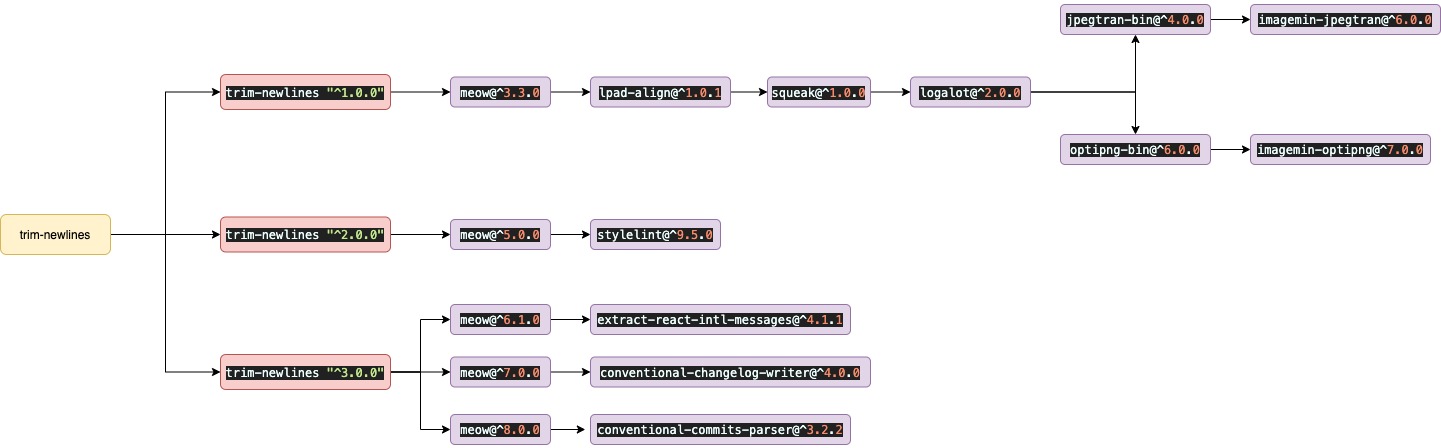 jpegtran-bin@^4.0.0
imagemin-jpegtran@^6.0.0
trim-newlines "^1.0.0"
meow@^3.3.0
lpad-align@^1.0.1
squeak@^1.0.0
logalot@^2.0.0
optipng-bin@^6.0.0
imagemin-optipng@^7.0.0
trim-newlines
trim-newlines "^2.0.0"
meow@^5.0.0
stylelint@^9.5.0
meow@^6.1.0
extract-react-intl-messages@^4.1.1
trim-newlines "^3.0.0"
meow@^7.0.0
conventional-changelog-writer@^4.0.0
meow@^8.0.0
conventional-commits-parser@^3.2.2